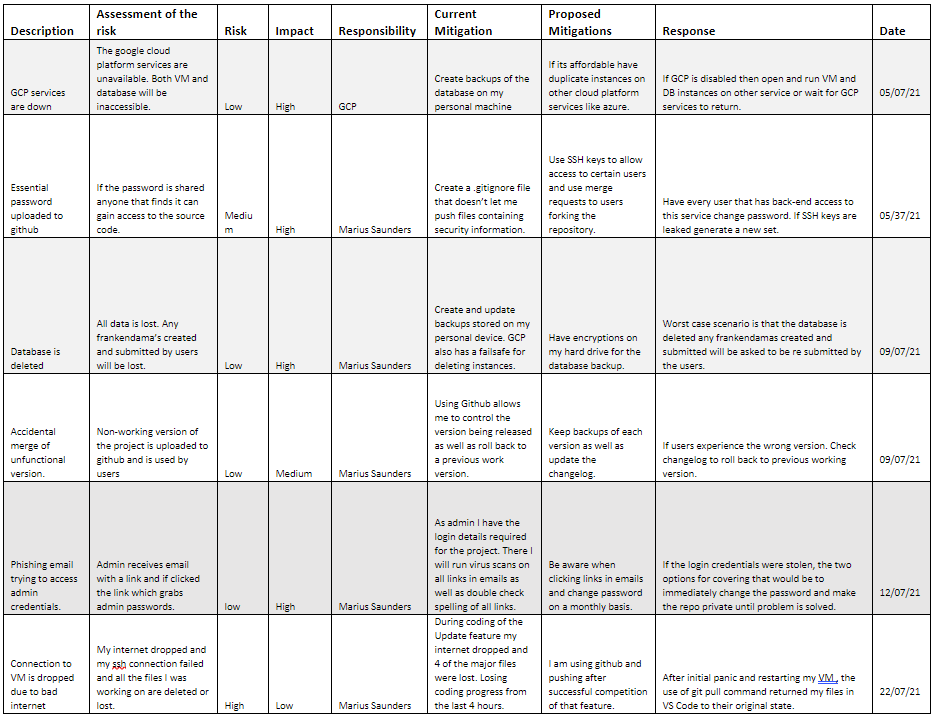 Description
Assessment of the
risk
Risk
Impact
Responsibility
Current
Mitigation
Proposed
Mitigations
Response
Date
GCP services
are down
The google cloud
platform services are
unavailable. Both VM and
database will be
inaccessible.
Low
High
GCP
Create backups of the
database on my
personal machine
If its affordable have
duplicate instances on
other cloud platform
services like azure.
If GCP is disabled then open and run VM and
DB instances on other service or wait for GCP
services to return.
05/07/21
Essential
password
uploaded to
github
If the password is shared
anyone that finds it can
gain access to the source
code.
Mediu
m
High
Marius Saunders
Create a .gitignore file
that doesn't let me
push files containing
security information.
Use SSH keys to allow
access to certain users
and use merge
requests to users
forking the
repository.
Have every user that has back-end access to
this service change password. If SSH keys are
leaked generate a new set.
05/37/21
Database is
deleted
All data is lost. Any
frankendama's created
and submitted by users
will be lost.
Low
High
Marius Saunders
Create and update
backups stored on my
personal device. GCP
also has a failsafe for
deleting instances.
Have encryptions on
my hard drive for the
database backup.
Worst case scenario is that the database is
deleted any frankendamas created and
submitted will be asked to be re submitted by
the users.
09/07/21
Accidental
merge of
unfunctional
version.
Non-working version of
the project is uploaded to
github and is used by
users
Low
Medium
Marius Saunders
Using Github allows
me to control the
version being released
as well as roll back to
a previous work
version.
Keep backups of each
version as well as
update the
changelog.
If users experience the wrong version. Check
changelog to roll back to previous working
version.
09/07/21
Phishing email
trying to access
admin
credentials.
Admin receives email
with a link and if clicked
the link which grabs
admin passwords.
low
High
Marius Saunders
As admin I have the
login details required
for the project. There I
will run virus scans on
all links in emails as
well as double check
spelling of all links.
Be aware when
clicking links in emails
and change password
on a monthly basis.
If the login credentials were stolen, the two
options for covering that would be to
immediately change the password and make
the repo private until problem is solved.
12/07/21
Connection to
VM is dropped
due to bad
internet
My internet dropped and
my ssh connection failed
and all the files I was
working on are deleted or
lost.
High
Low
Marius Saunders
During coding of the
Update feature my
internet dropped and
4 of the major files
were lost. Losing
coding progress from
the last 4 hours.
I am using github and
pushing after
successful competition
of that feature.
After initial panic and restarting my VM , the
use of git pull command returned my files in
VS Code to their original state.
22/07/21